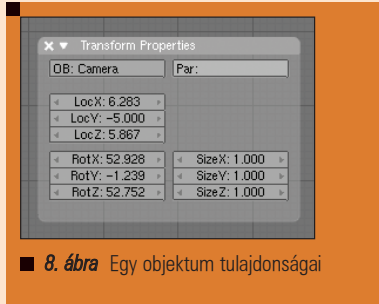 Transform Properties
OB: Camera Par:
LocX: 6.283
LocY: -5.000
LocZ: 5.867
RotX: 52.928 SizeX: 1.000
RotY: -1.239 SizeY: 1.000
RotZ: 52.752 SizeZ: 1.000
8. ábra Egy objektum tulajdonságai